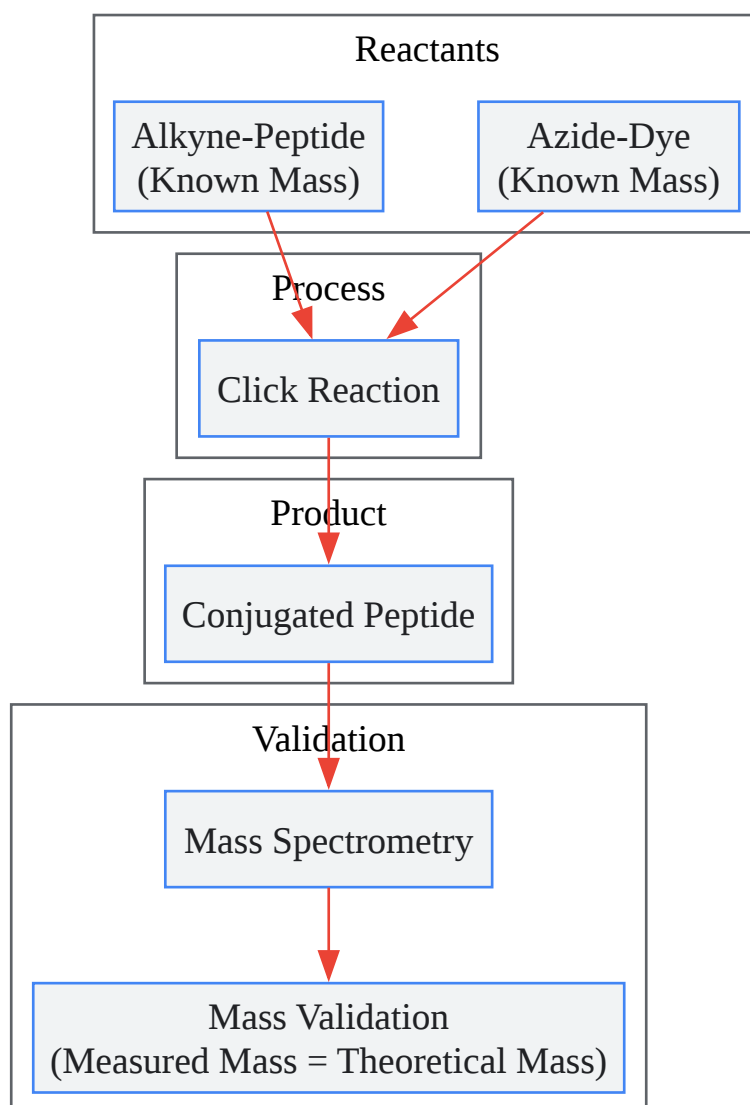 Reactants
Alkyne-Peptide
(Known Mass)
Azide-Dye
(Known Mass)
Process
Click Reaction
Product
Conjugated Peptide
Validation
Mass Spectrometry
Mass Validation
(Measured Mass = Theoretical Mass)